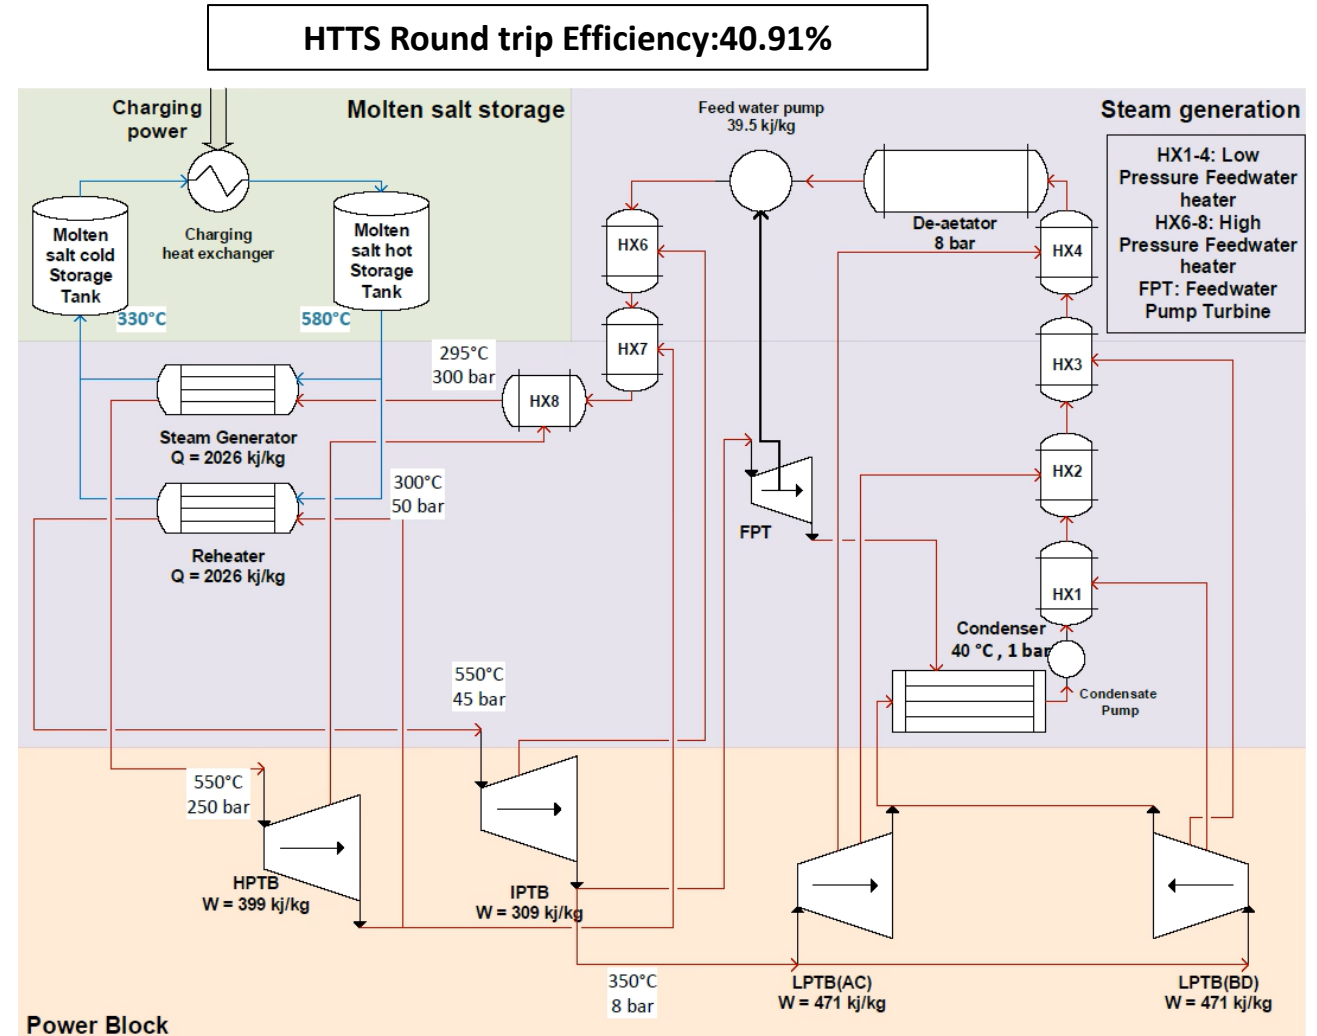 HTTS Round trip Efficiency:40.91%
Charging
power
Molten salt storage
Molten
salt cold
Storage
Tank
Charging
heat exchanger
Molten
salt hot
Storage
Tank
330°C
580°C
Feed water pump
39.5 kj/kg
Steam generation
HX1-4: Low
Pressure Feedwater
heater
HX6-8: High
Pressure Feedwater
heater
FPT: Feedwater
Pump Turbine
De-aetator
8 bar
HX6
HX7
HX8
HX4
HX3
HX2
HX1
295°C
300 bar
Steam Generator
Q = 2026 kj/kg
300°C
50 bar
Reheater
Q = 2026 kj/kg
FPT
Condenser
40 °C , 1 bar
Condensate
Pump
550°C
45 bar
550°C
250 bar
HPTB
W = 399 kj/kg
IPTB
W = 309 kj/kg
350°C
8 bar
LPTB(AC)
W = 471 kj/kg
LPTB(BD)
W = 471 kj/kg
Power Block